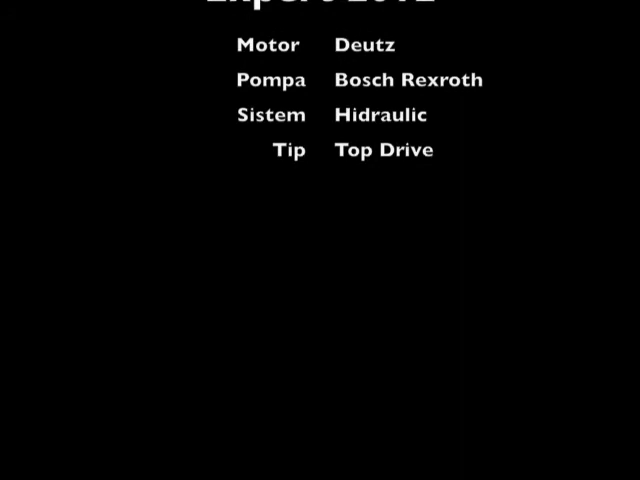 Motor Deutz
Pompa Bosch Rexroth
Sistem Hidraulic
Tip Top Drive